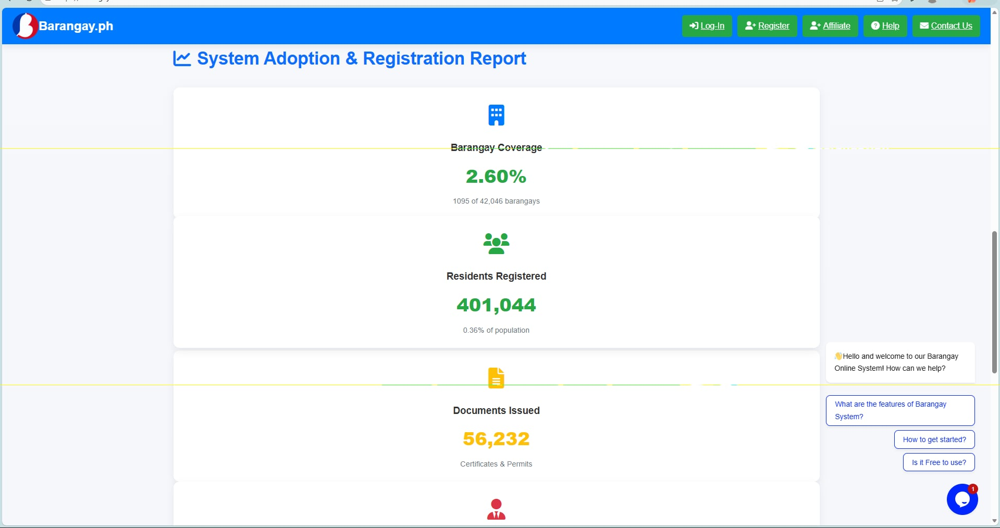 Barangay.ph
Log-In
Register
Affiliate
Help
Contact Us
System Adoption & Registration Report
Barangay Coverage
2.60%
1095 of 42,046 barangays
Residents Registered
401,044
0.36% of population
Documents Issued
56,232
Certificates & Permits
👋Hello and welcome to our Barangay
Online System! How can we help?
What are the features of Barangay
System?
How to get started?
Is it Free to use?
1